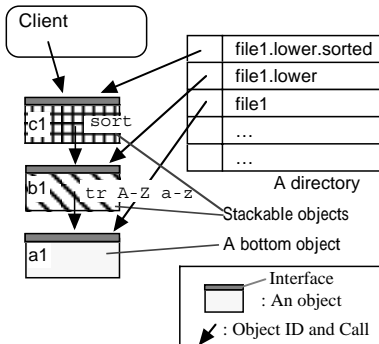 Client
file1.lower.sorted
file1.lower
file1
...
...
A directory
c1
sort
b1
tr A-Z a-z
Stackable objects
a1
A bottom object
Interface
: An object
: Object ID and Call